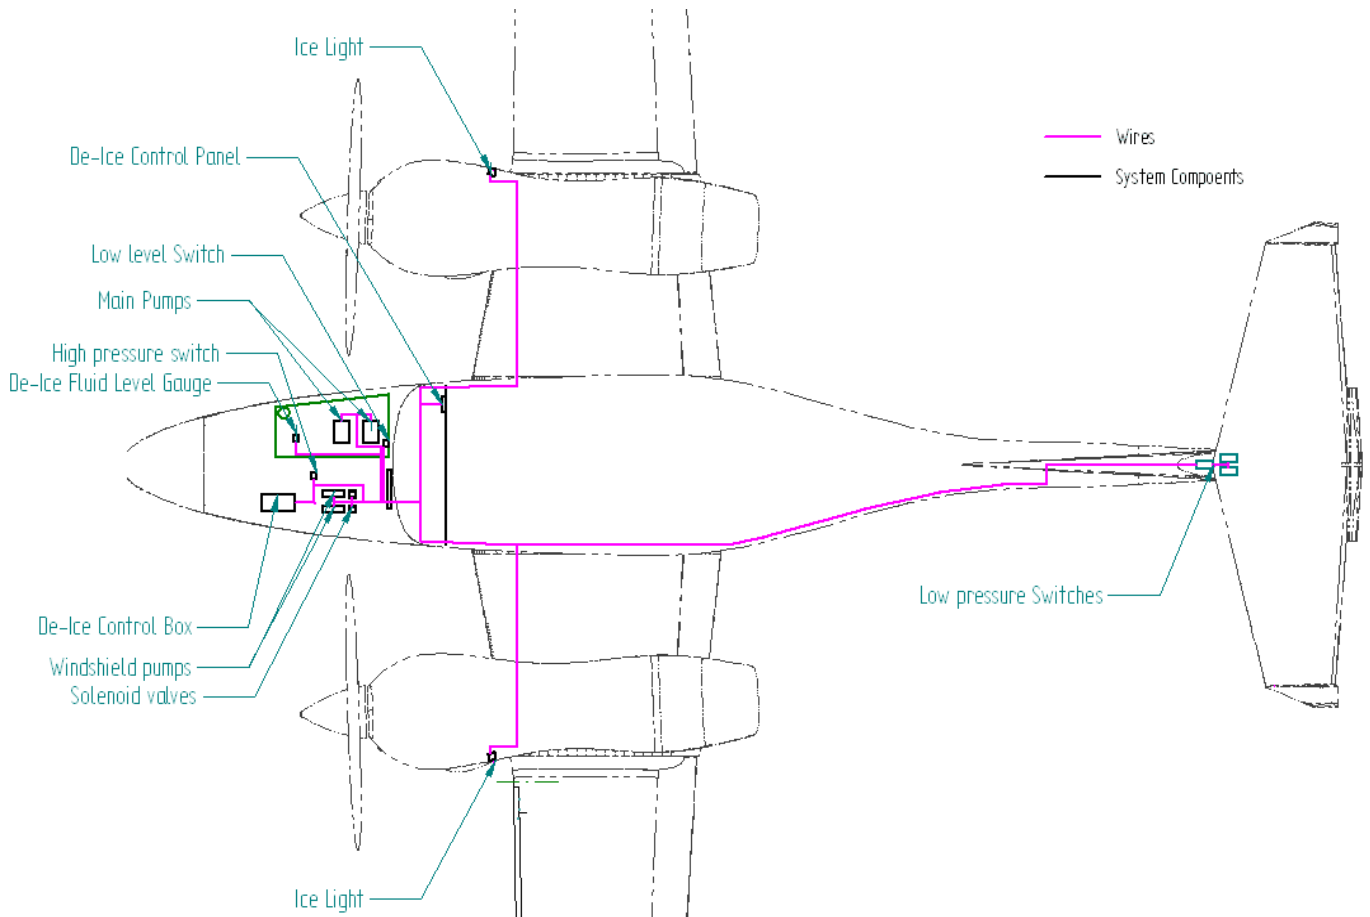 Ice Light
De-Ice Control Panel
Low level Switch
Main Pumps
High pressure switch
De-Ice Fluid Level Gauge
De-Ice Control Box
Windshield pumps
Solenoid valves
Ice Light
Wires
System Compoents
Low pressure Switches